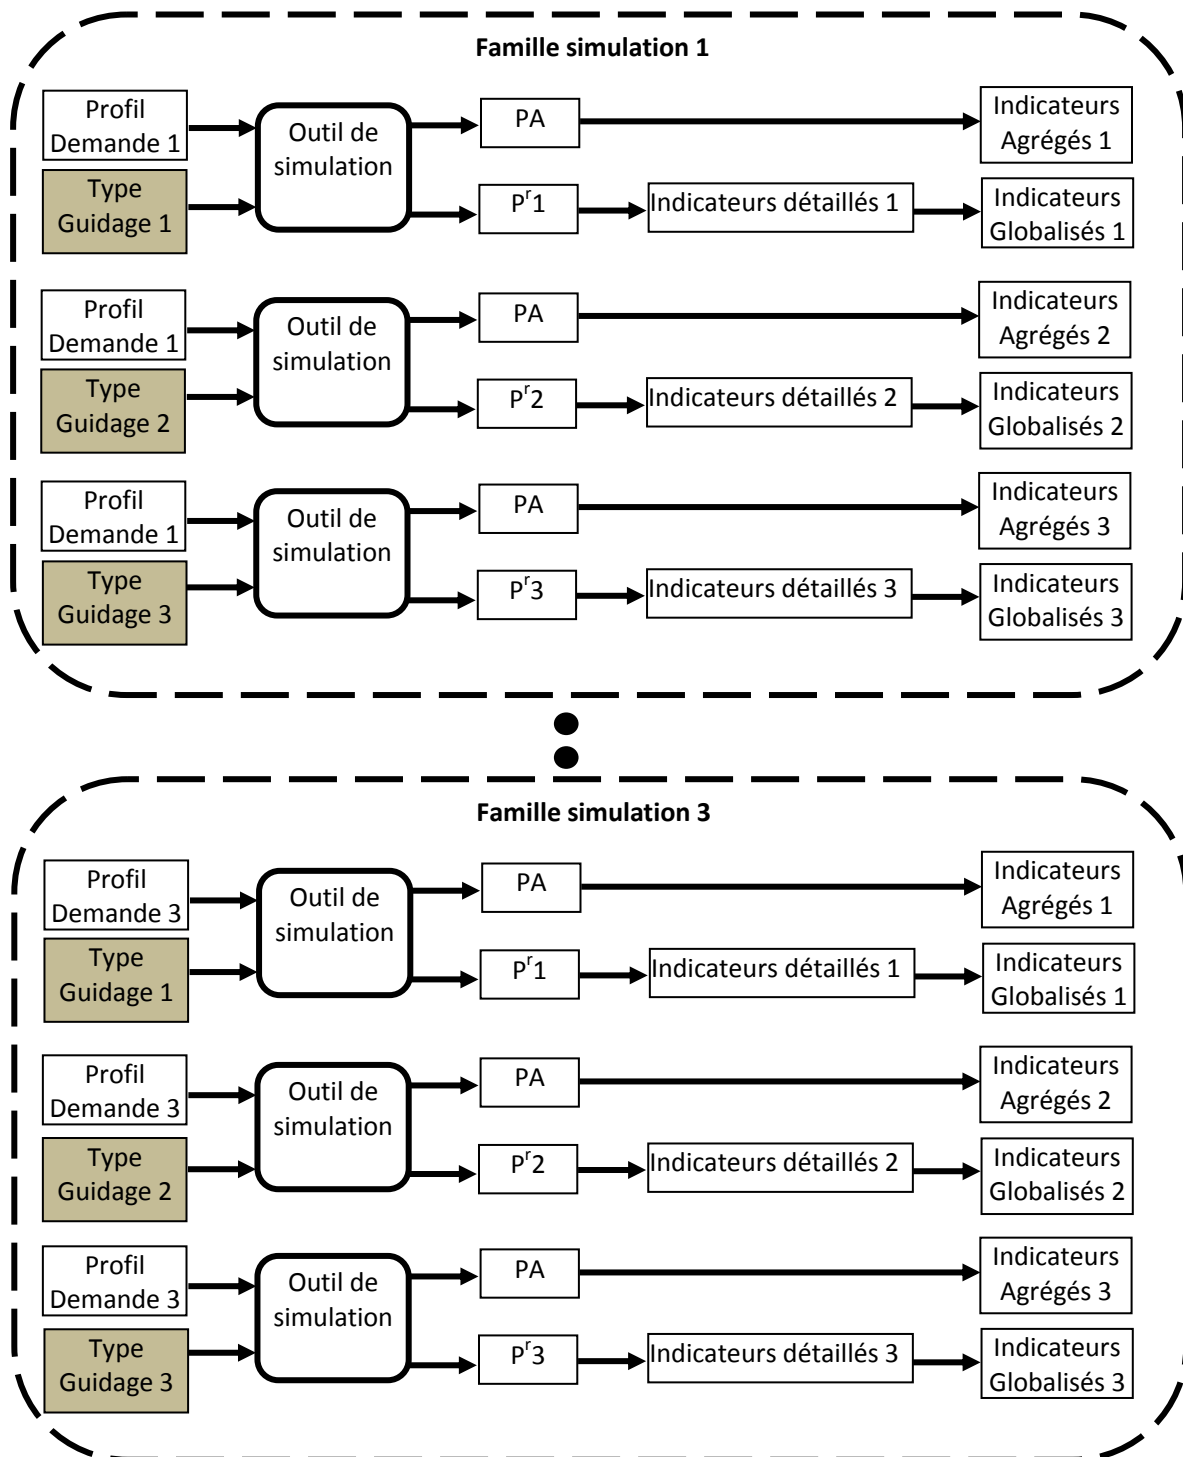 Famille simulation 1
Profil
Demande 1
Type
Guidage 1
Outil de
simulation
PA
Indicateurs
Agrégés 1
Pʳ1
Indicateurs détaillés 1
Indicateurs
Globalisés 1
Profil
Demande 1
Type
Guidage 2
Outil de
simulation
PA
Indicateurs
Agrégés 2
Pʳ2
Indicateurs détaillés 2
Indicateurs
Globalisés 2
Profil
Demande 1
Type
Guidage 3
Outil de
simulation
PA
Indicateurs
Agrégés 3
Pʳ3
Indicateurs détaillés 3
Indicateurs
Globalisés 3
Famille simulation 3
Profil
Demande 3
Type
Guidage 1
Outil de
simulation
PA
Indicateurs
Agrégés 1
Pʳ1
Indicateurs détaillés 1
Indicateurs
Globalisés 1
Profil
Demande 3
Type
Guidage 2
Outil de
simulation
PA
Indicateurs
Agrégés 2
Pʳ2
Indicateurs détaillés 2
Indicateurs
Globalisés 2
Profil
Demande 3
Type
Guidage 3
Outil de
simulation
PA
Indicateurs
Agrégés 3
Pʳ3
Indicateurs détaillés 3
Indicateurs
Globalisés 3